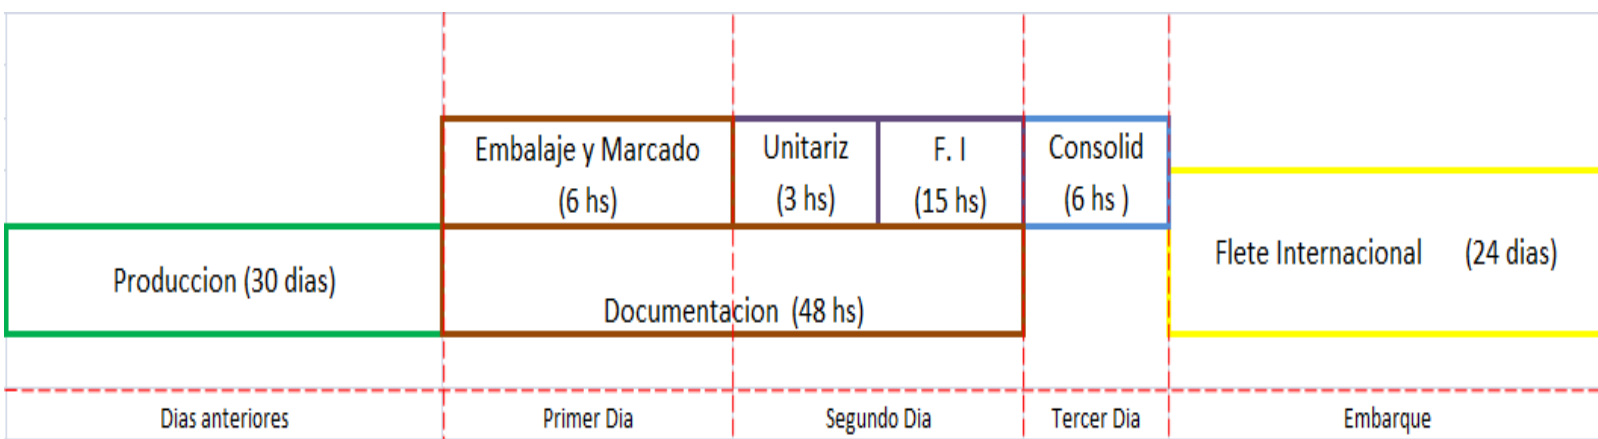 Embalaje y Marcado
(6 hs)
Unitariz
(3 hs)
F. I
(15 hs)
Consolid
(6 hs )
Produccion (30 dias)
Documentacion (48 hs)
Flete Internacional (24 dias)
Dias anteriores
Primer Dia
Segundo Dia
Tercer Dia
Embarque